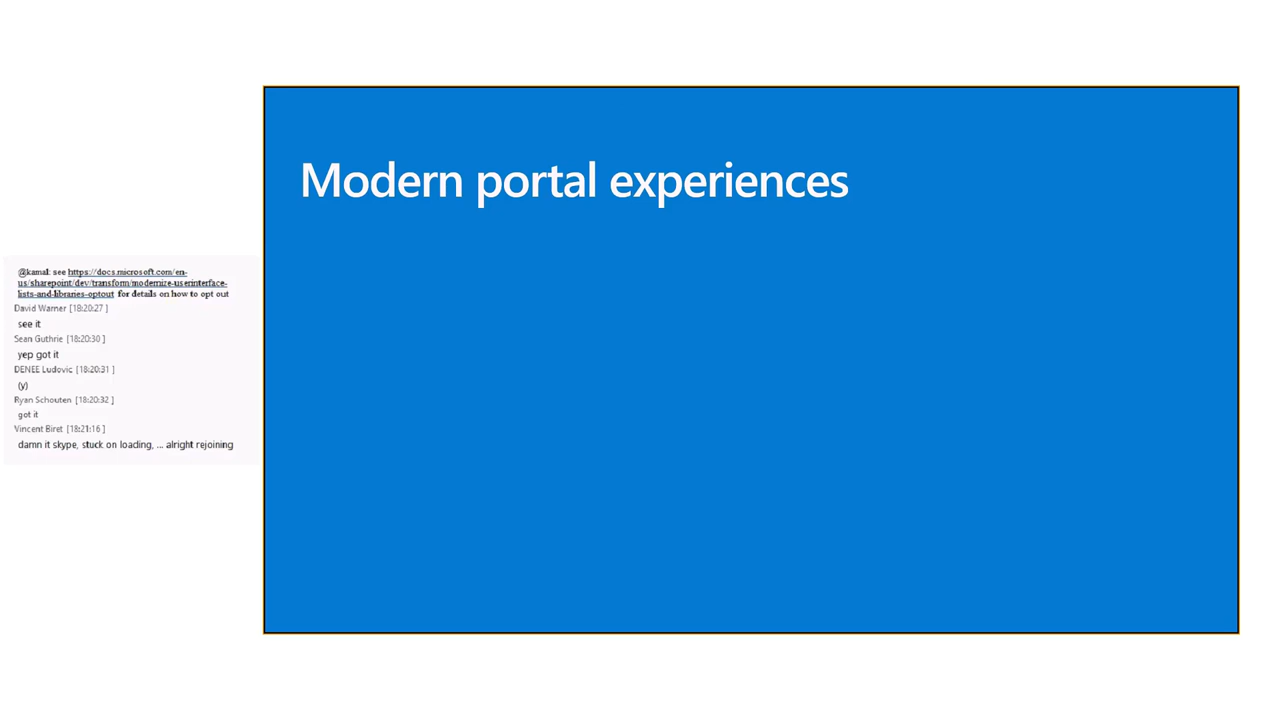 Modern portal experiences
@kamal: see https://docs.microsoft.com/en-
us/sharepoint/dev/transform/modernize-userinterface-
lists-and-libraries-optout for details on how to opt out
David Warner [18:20:27 ]
see it
Sean Guthrie [18:20:30 ]
yep got it
DENEE Ludovic [18:20:31 ]
(y)
Ryan Schouten [18:20:32 ]
got it
Vincent Biret [18:21:16 ]
damn it skype, stuck on loading, ... alright rejoining